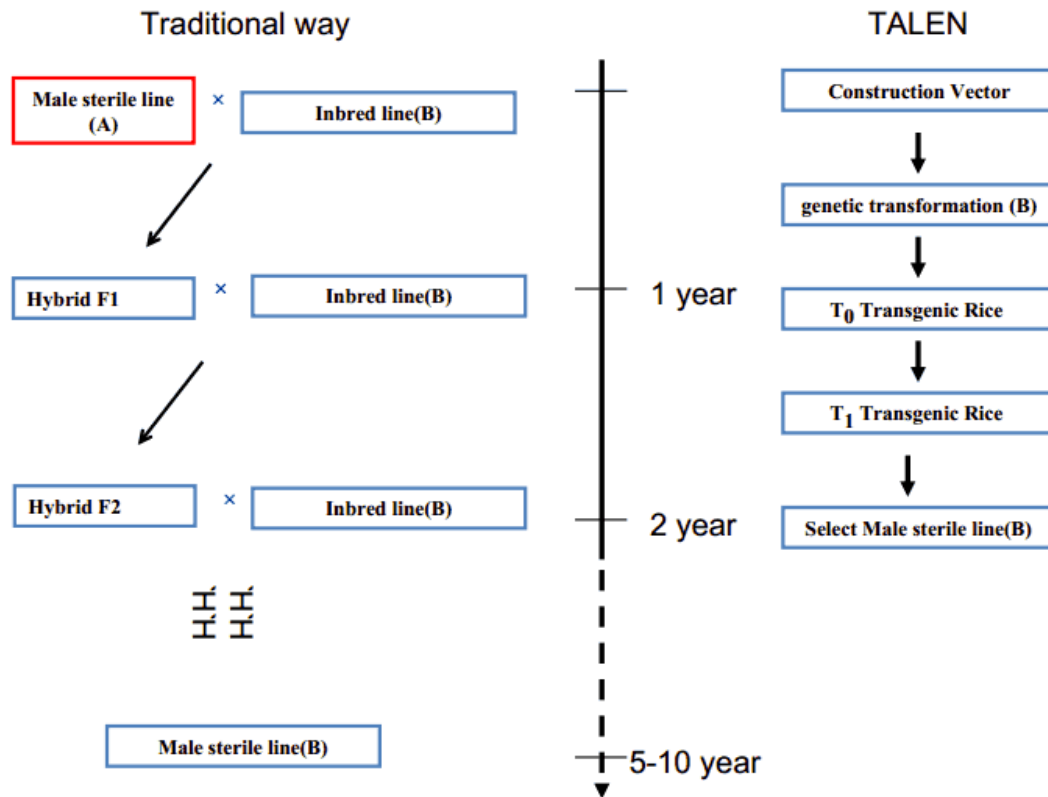 Traditional way
TALEN
Male sterile line
(A)
×
Inbred line(B)
Construction Vector
genetic transformation (B)
Hybrid F1
×
Inbred line(B)
1 year
T0 Transgenic Rice
T1 Transgenic Rice
Hybrid F2
×
Inbred line(B)
2 year
Select Male sterile line(B)
Male sterile line(B)
5-10 year